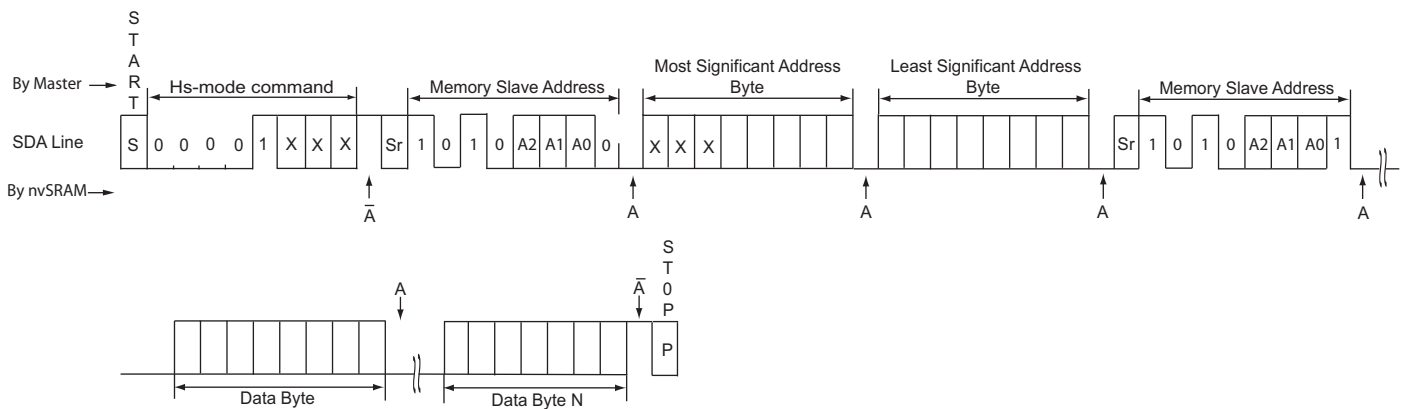 START
By Master
Hs-mode command
Memory Slave Address
Most Significant Address
Byte
Least Significant Address
Byte
Memory Slave Address
SDA Line
S 0 0 0 0 1 X X X Sr 1 0 1 0 A2 A1 A0 0 X X X Sr 1 0 1 0 A2 A1 A0 1
By nvSRAM
A̅ A A A A
A A̅
ST0P
P
Data Byte
Data Byte N